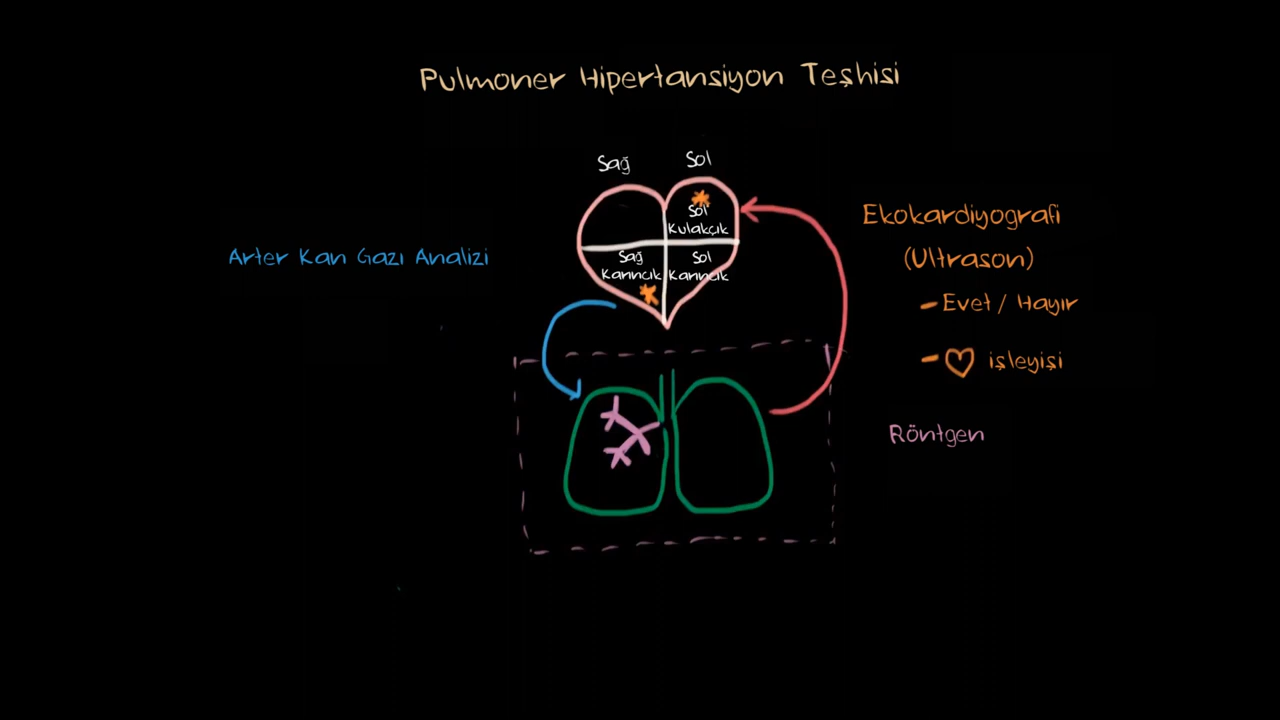 Pulmoner Hipertansiyon Teşhisi
Sağ
Sol
Sol
Kulakçık
Sağ
Karıncık
Sol
Karıncık
Arter Kan Gazı Analizi
Ekokardiyografi
(Ultrason)
- Evet / Hayır
- işleyişi
Röntgen